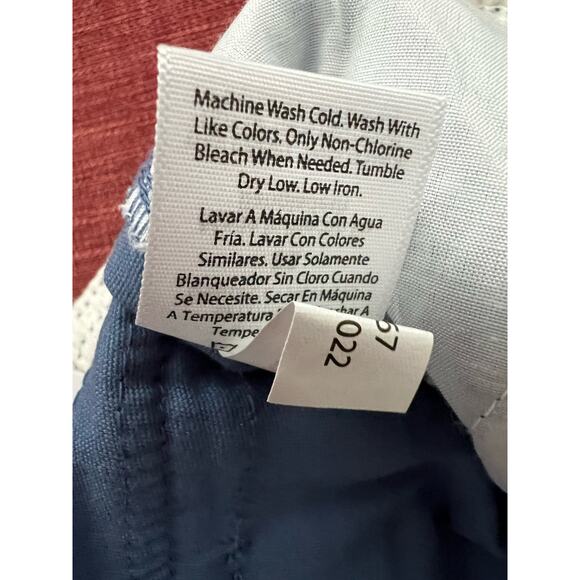 Machine Wash Cold. Wash With
Like Colors. Only Non-Chlorine
Bleach When Needed. Tumble
Dry Low. Low Iron.
Lavar A Máquina Con Agua
Fría. Lavar Con Colores
Similares. Usar Solamente
Blanqueador Sin Cloro Cuando
Se Necesite. Secar En Máquina
A Temperatura
Tempe
67
022